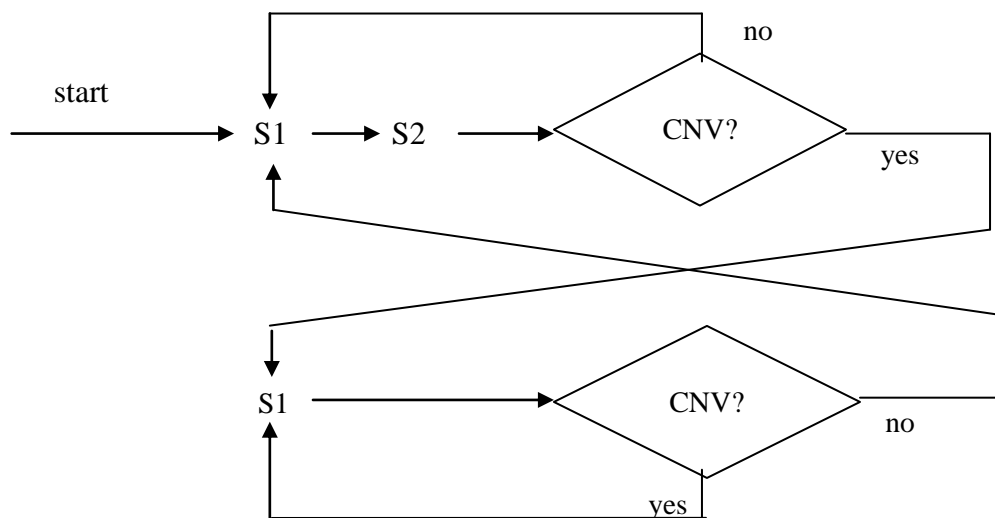 no
start
S1 S2 CNV?
yes
S1 CNV?
no
yes